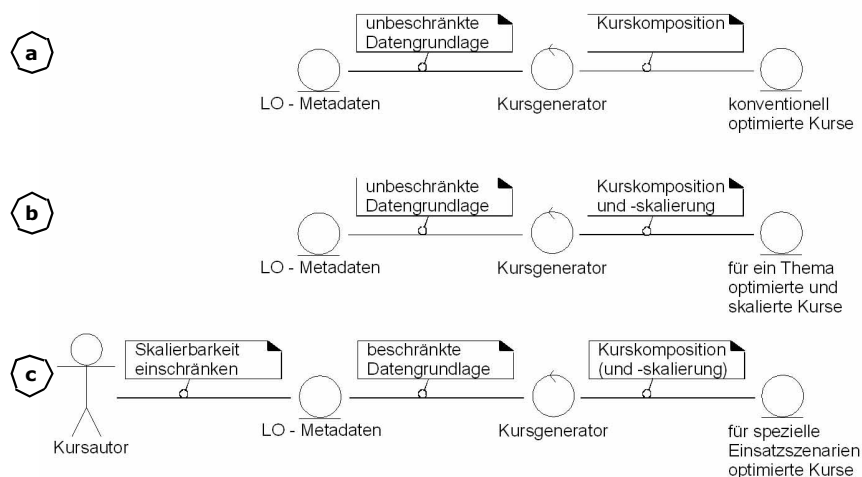 a
unbeschränkte
Datengrundlage
Kurskomposition
LO - Metadaten
Kursgenerator
konventionell
optimierte Kurse
b
unbeschränkte
Datengrundlage
Kurskomposition
und -skalierung
LO - Metadaten
Kursgenerator
für ein Thema
optimierte und
skalierte Kurse
c
Skalierbarkeit
einschränken
beschränkte
Datengrundlage
Kurskomposition
(und -skalierung)
Kursautor
LO - Metadaten
Kursgenerator
für spezielle
Einsatzszenarien
optimierte Kurse